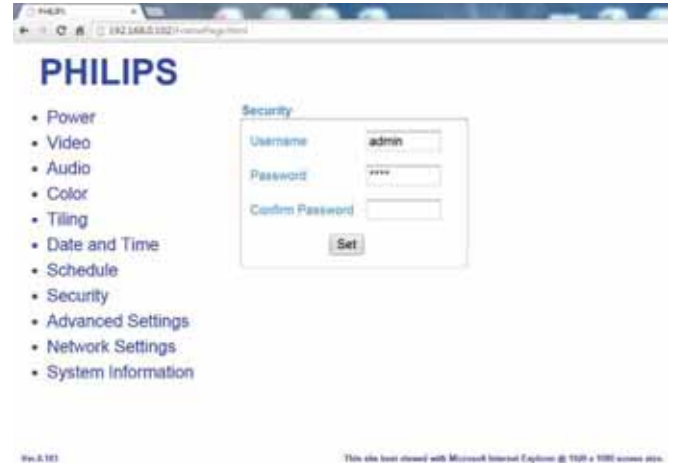 PHILIPS
Power
Video
Audio
Color
Tiling
Date and Time
Schedule
Security
Advanced Settings
Network Settings
System Information
Security
Username admin
Password ****
Confirm Password
Set
This site best viewed with Microsoft Internet Explorer @ 1920 x 1080 screen size.